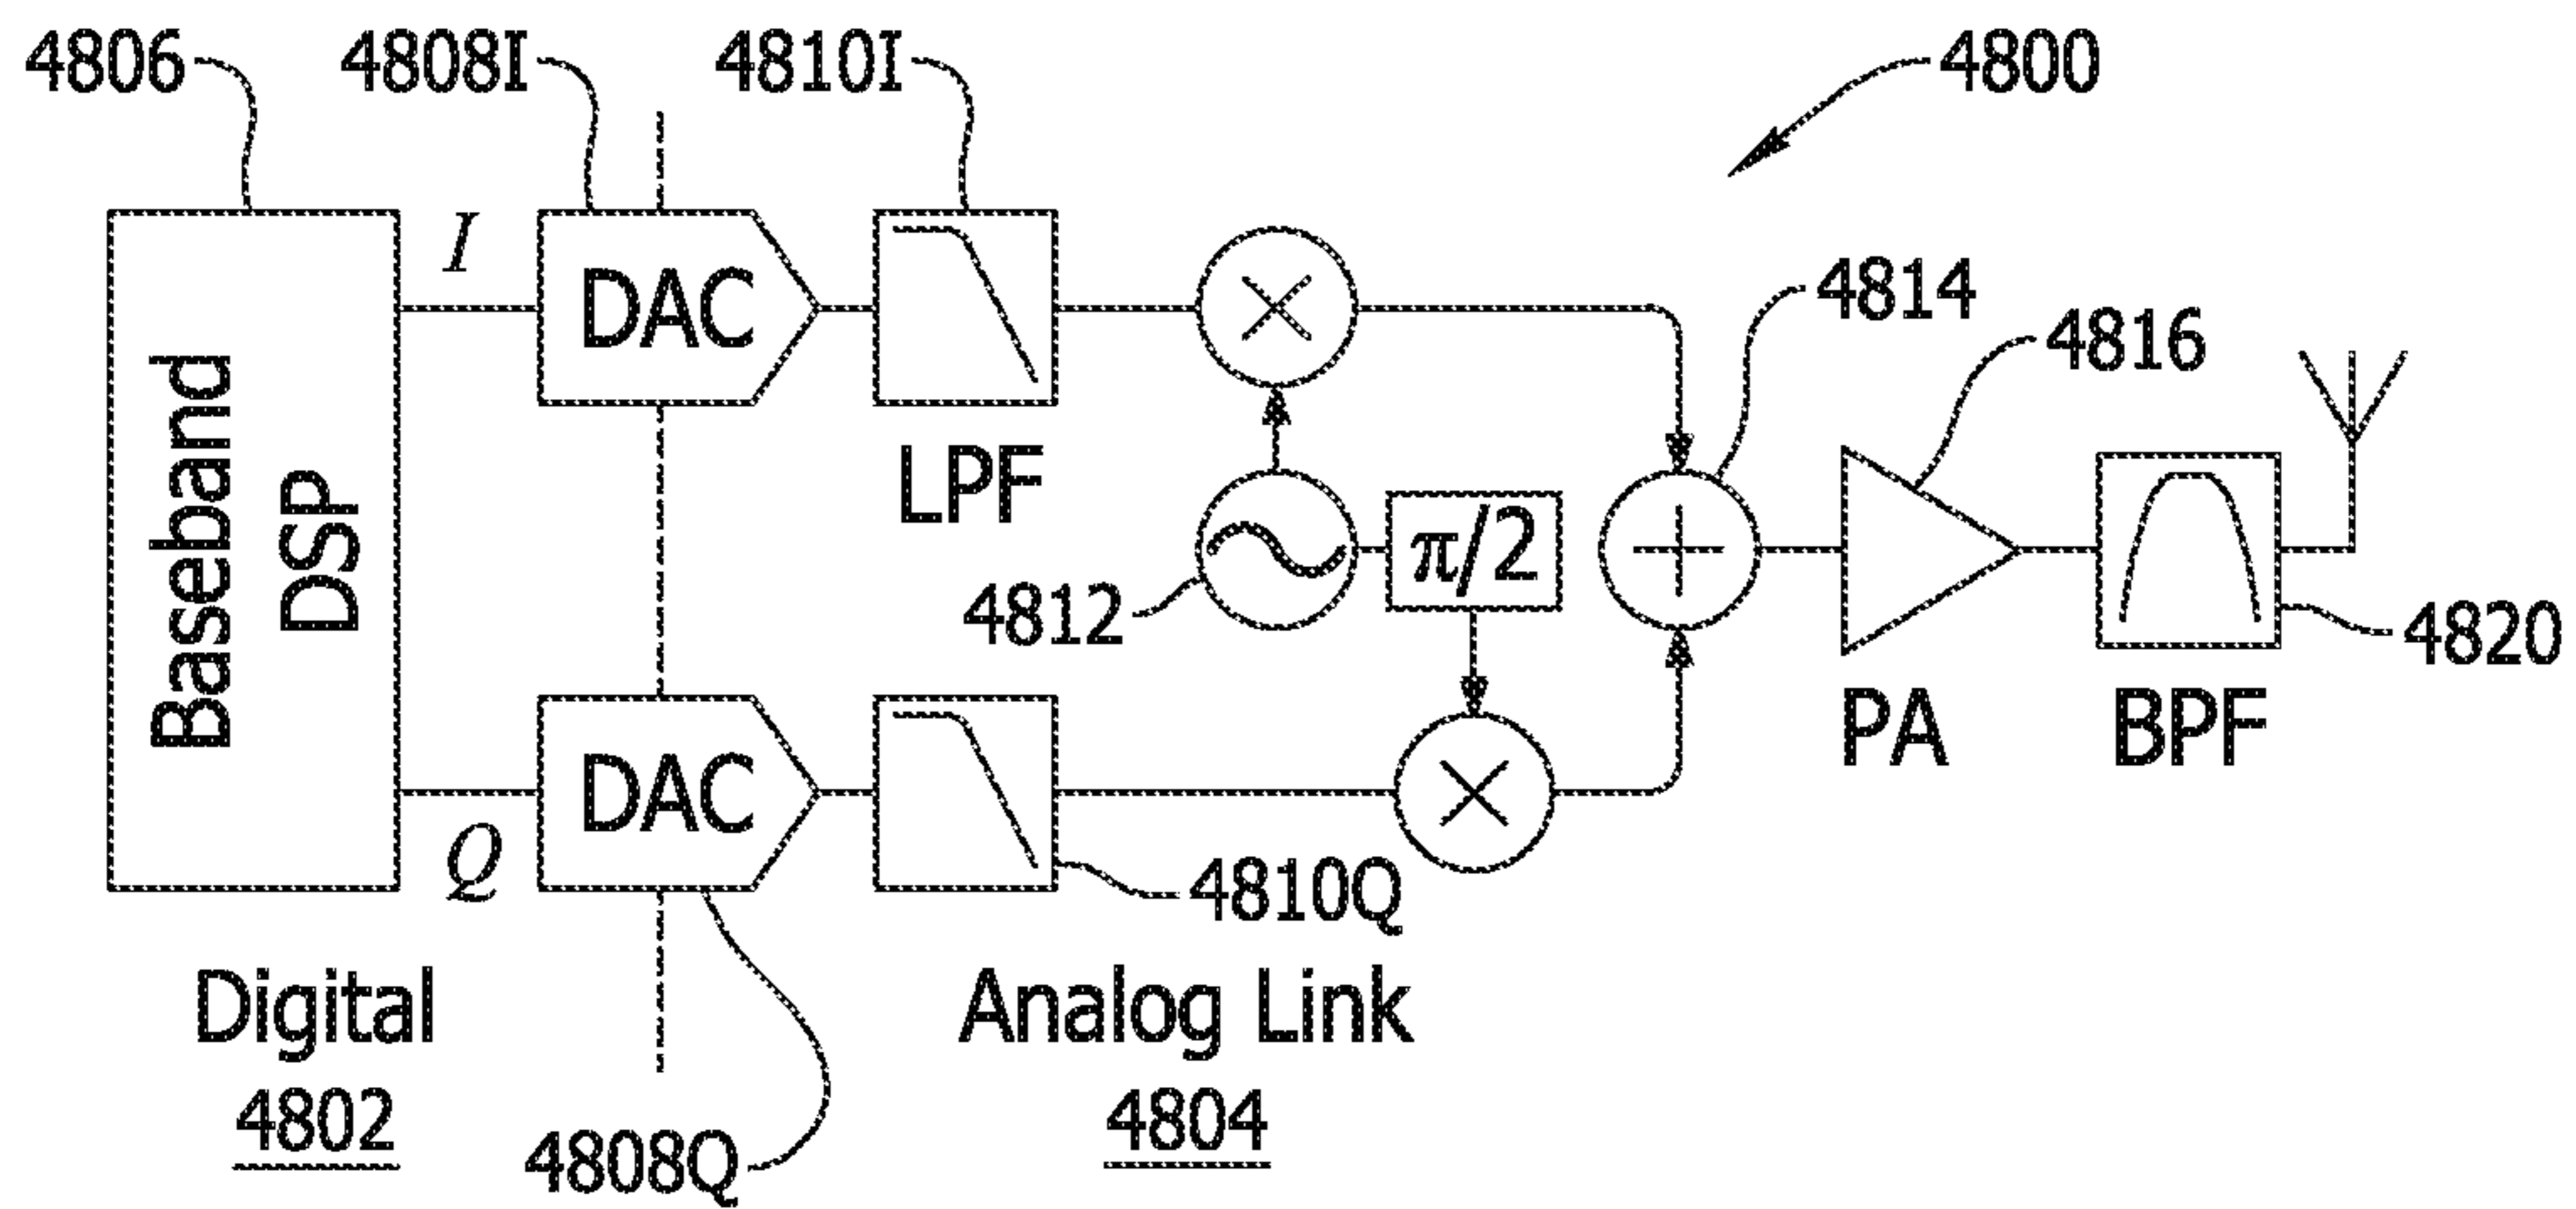 4806
4808I
4810I
4800
I
4814
4816
Baseband
DSP
DAC
LPF
4812
π/2
4820
PA
BPF
Q
DAC
4810Q
Digital
4802
4808Q
Analog Link
4804